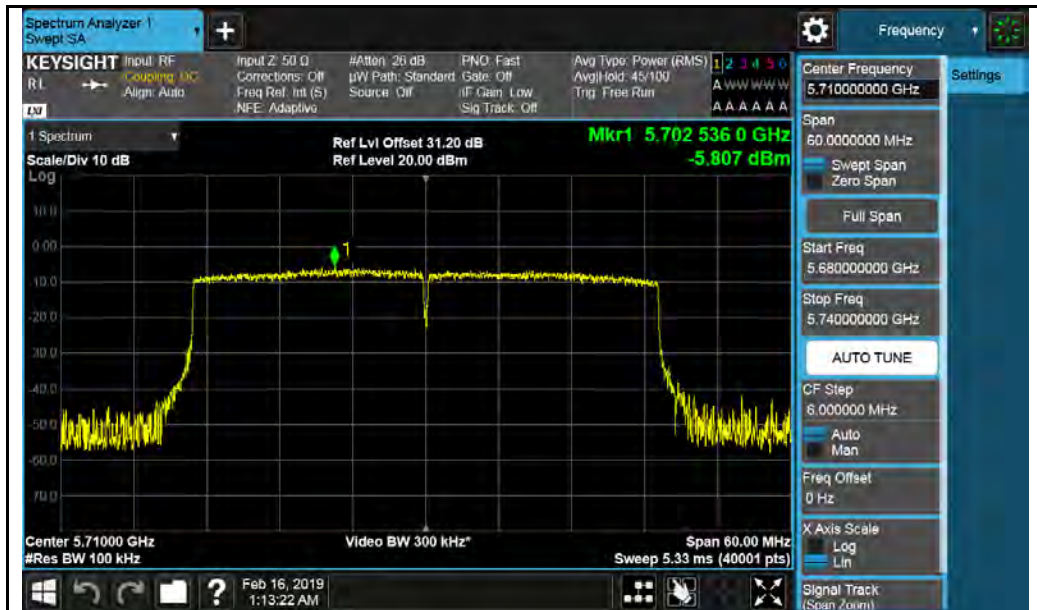 Spectrum Analyzer 1
Swept SA
+
Frequency
KEYSIGHT
RL
LXI
Input: RF
Coupling: DC
Align: Auto
Input Z: 50 Ω
Corrections: Off
Freq Ref: Int (S)
NFE: Adaptive
#Atten: 26 dB
µW Path: Standard
Source: Off
PNO: Fast
Gate: Off
IF Gain: Low
Sig Track: Off
Avg Type: Power (RMS)
Avg|Hold: 45/100
Trig: Free Run
1 2 3 4 5 6
A W W W W W
A A A A A A
1 Spectrum
Scale/Div 10 dB
Log
Ref Lvl Offset 31.20 dB
Ref Level 20.00 dBm
Mkr1 5.702 536 0 GHz
-5.807 dBm
10.0
0.00
-10.0
-20.0
-30.0
-40.0
-50.0
-60.0
-70.0
1
Center 5.71000 GHz
#Res BW 100 kHz
Video BW 300 kHz*
Span 60.00 MHz
Sweep 5.33 ms (40001 pts)
Center Frequency
5.710000000 GHz
Settings
Span
60.0000000 MHz
Swept Span
Zero Span
Full Span
Start Freq
5.680000000 GHz
Stop Freq
5.740000000 GHz
AUTO TUNE
CF Step
6.000000 MHz
Auto
Man
Freq Offset
0 Hz
X Axis Scale
Log
Lin
Signal Track
(Span Zoom)
?
Feb 16, 2019
1:13:22 AM